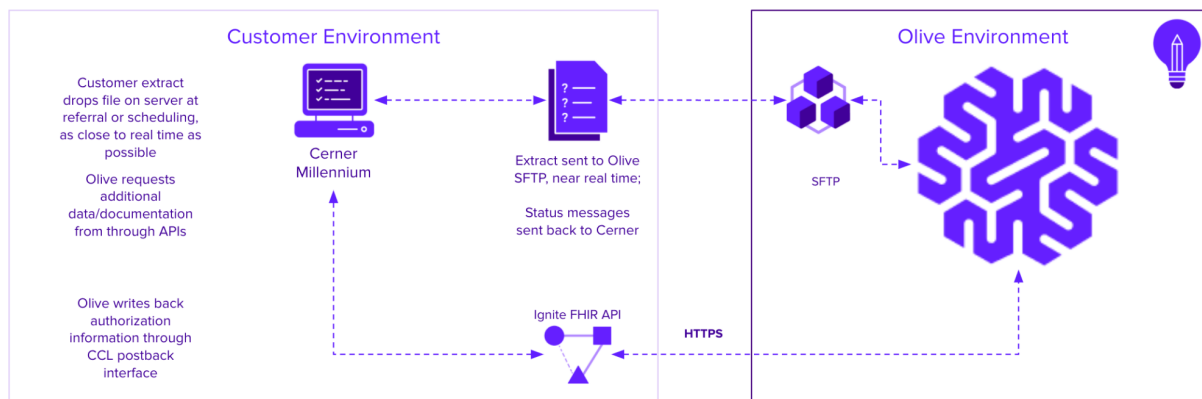 Customer Environment
Olive Environment
Customer extract
drops file on server at
referral or scheduling,
as close to real time as
possible
Olive requests
additional
data/documentation
from through APIs
Olive writes back
authorization
information through
CCL postback
interface
Cerner
Millennium
Extract sent to Olive
SFTP, near real time;
Status messages
sent back to Cerner
SFTP
Ignite FHIR API
HTTPS